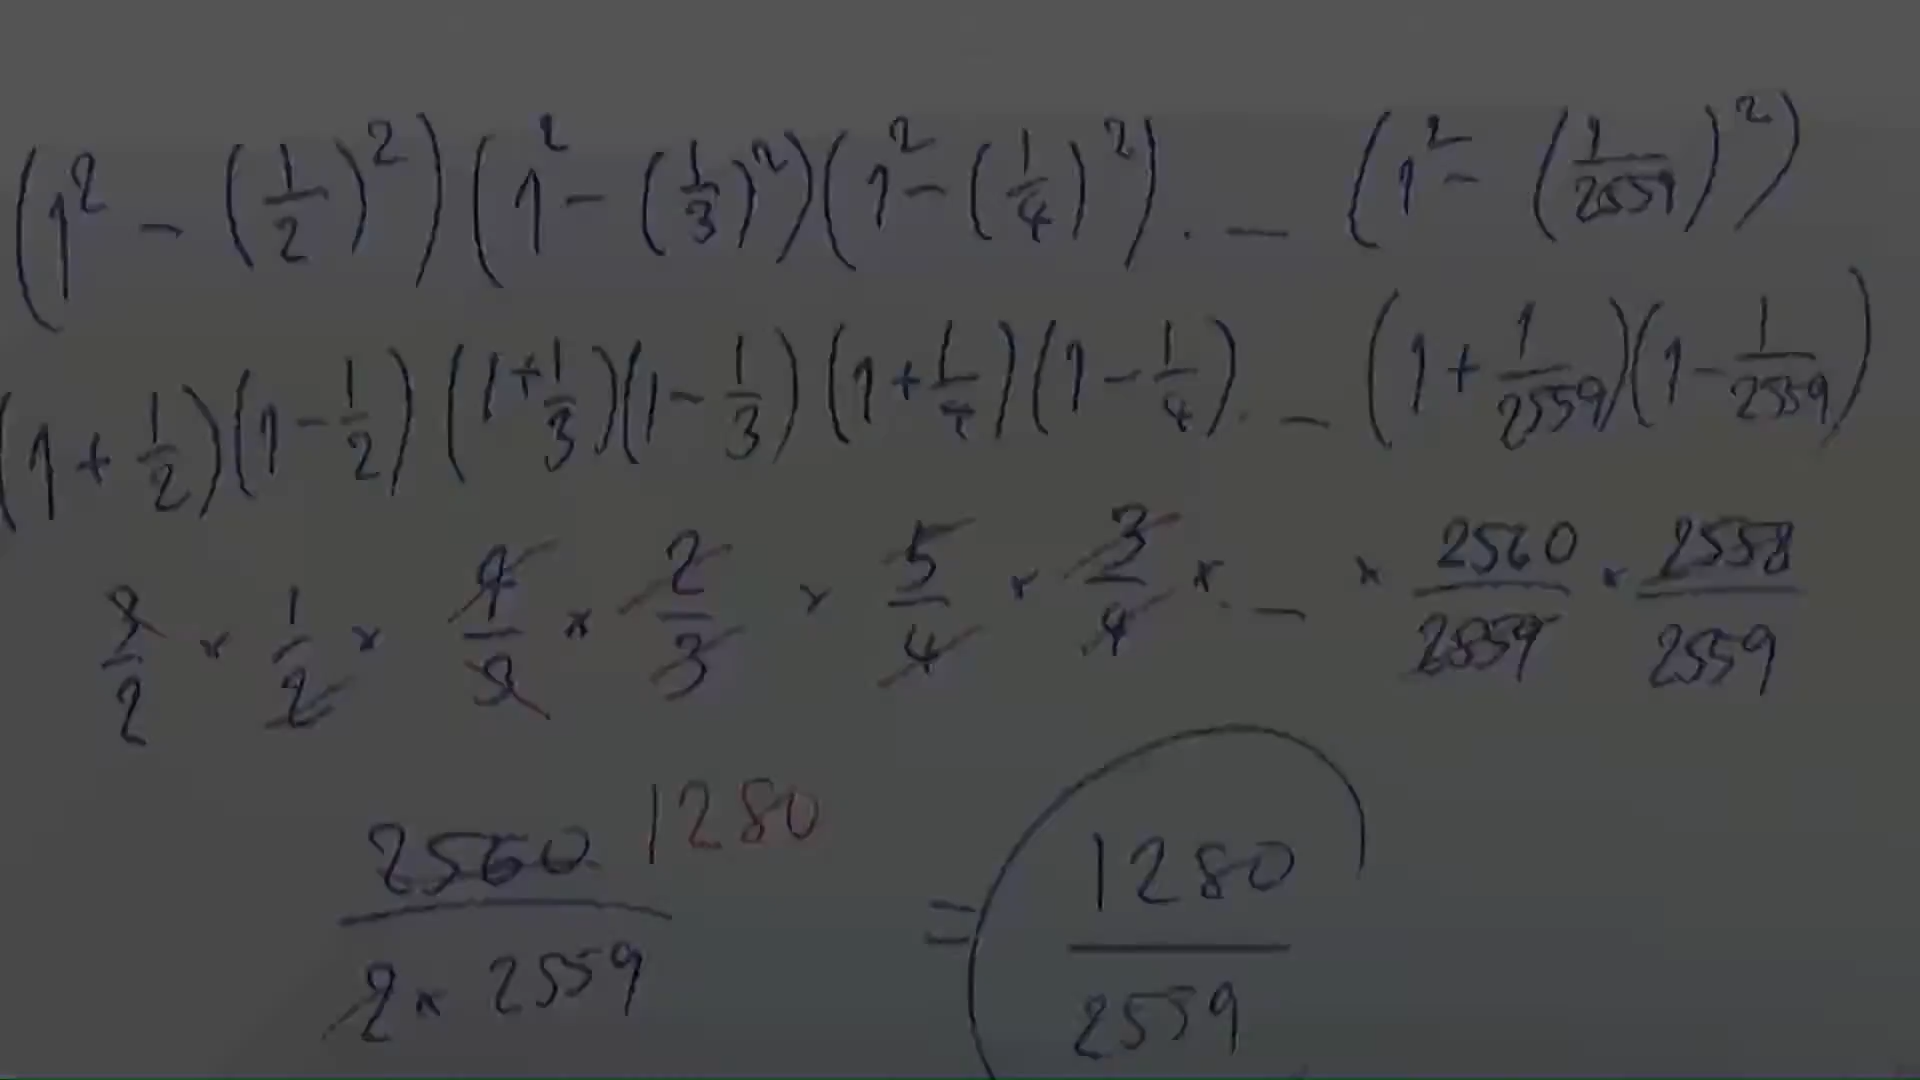 (1² - (1/2)²)(1² - (1/3)²)(1² - (1/4)²) . _ (1² - (1/2559)²)
(1 + 1/2)(1 - 1/2)(1 + 1/3)(1 - 1/3)(1 + 1/4)(1 - 1/4) . _ (1 + 1/2559)(1 - 1/2559)
3/2 × 1/2 × 4/3 × 2/3 × 5/4 × 3/4 × . _ × 2560/2559 × 2558/2559
2560/2 × 2559 1280 = 1280/2559